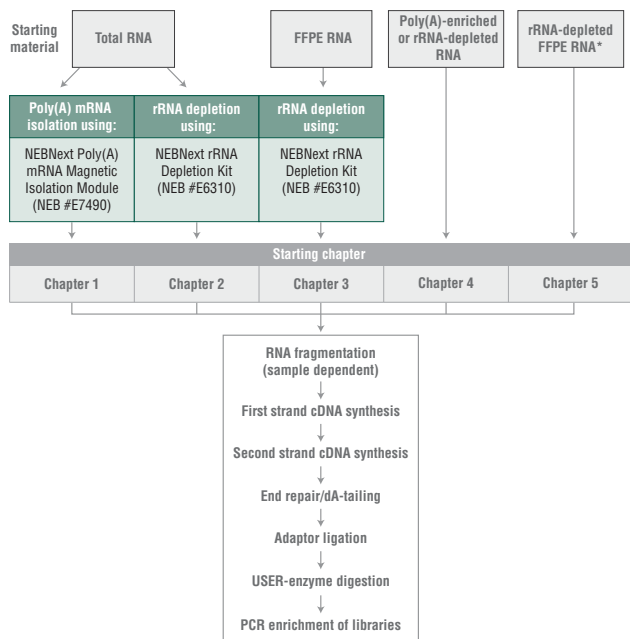 Starting
material
Total RNA
FFPE RNA
Poly(A)-enriched
or rRNA-depleted
RNA
rRNA-depleted
FFPE RNA*
Poly(A) mRNA
isolation using:
NEBNext Poly(A)
mRNA Magnetic
Isolation Module
(NEB #E7490)
rRNA depletion
using:
NEBNext rRNA
Depletion Kit
(NEB #E6310)
rRNA depletion
using:
NEBNext rRNA
Depletion Kit
(NEB #E6310)
Starting chapter
Chapter 1
Chapter 2
Chapter 3
Chapter 4
Chapter 5
RNA fragmentation
(sample dependent)
First strand cDNA synthesis
Second strand cDNA synthesis
End repair/dA-tailing
Adaptor ligation
USER-enzyme digestion
PCR enrichment of libraries